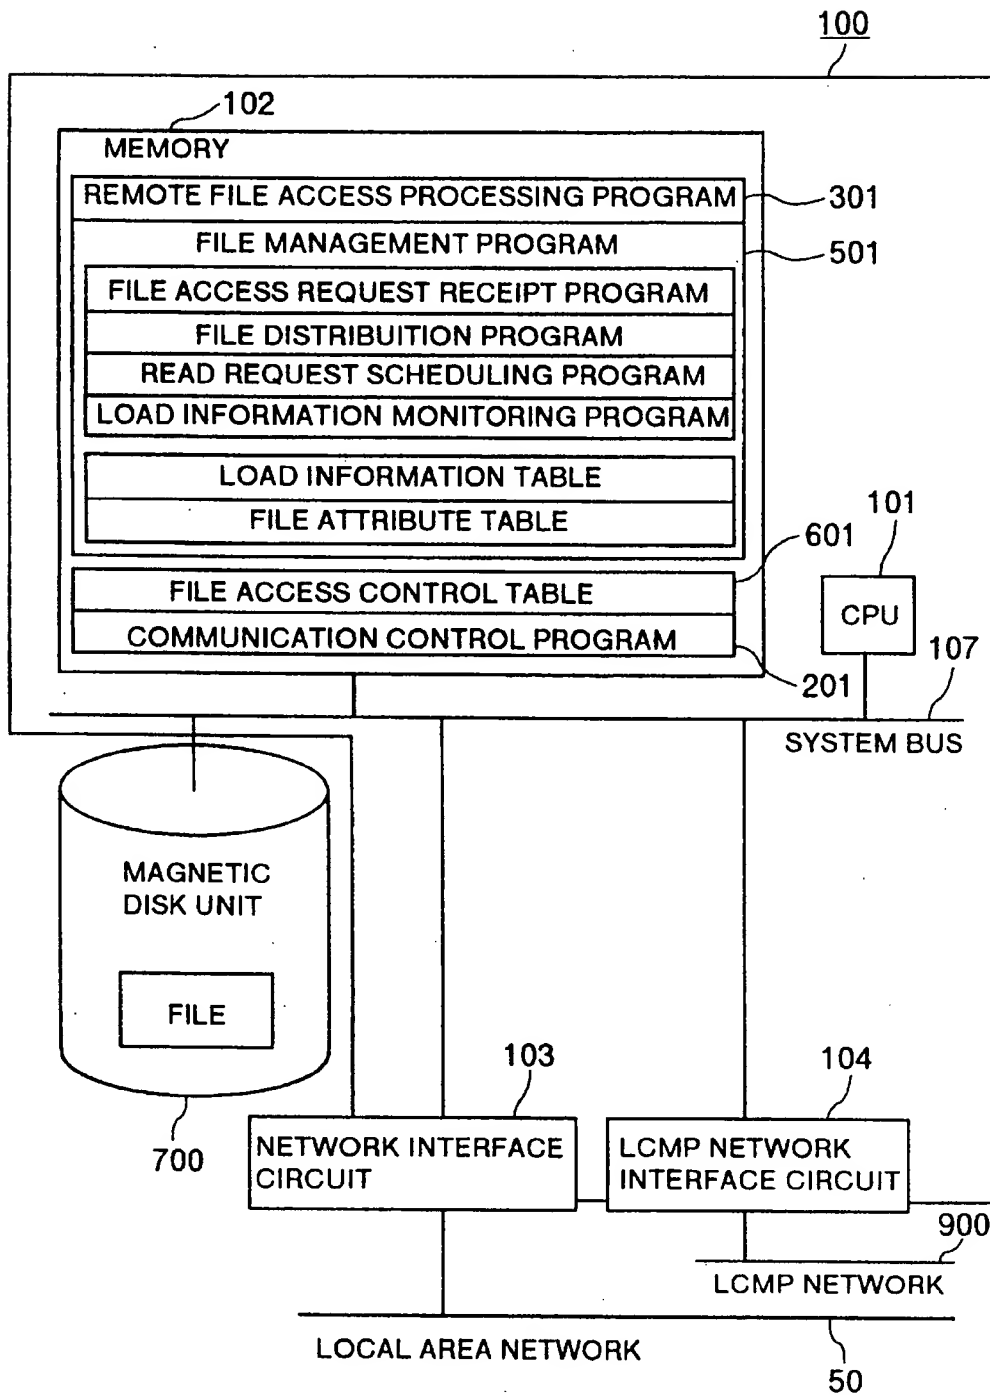 100
102
MEMORY
REMOTE FILE ACCESS PROCESSING PROGRAM
301
FILE MANAGEMENT PROGRAM
501
FILE ACCESS REQUEST RECEIPT PROGRAM
FILE DISTRIBUITION PROGRAM
READ REQUEST SCHEDULING PROGRAM
LOAD INFORMATION MONITORING PROGRAM
LOAD INFORMATION TABLE
FILE ATTRIBUTE TABLE
601
101
FILE ACCESS CONTROL TABLE
CPU
COMMUNICATION CONTROL PROGRAM
201
107
SYSTEM BUS
MAGNETIC
DISK UNIT
FILE
700
103
104
NETWORK INTERFACE
CIRCUIT
LCMP NETWORK
INTERFACE CIRCUIT
900
LCMP NETWORK
LOCAL AREA NETWORK
50